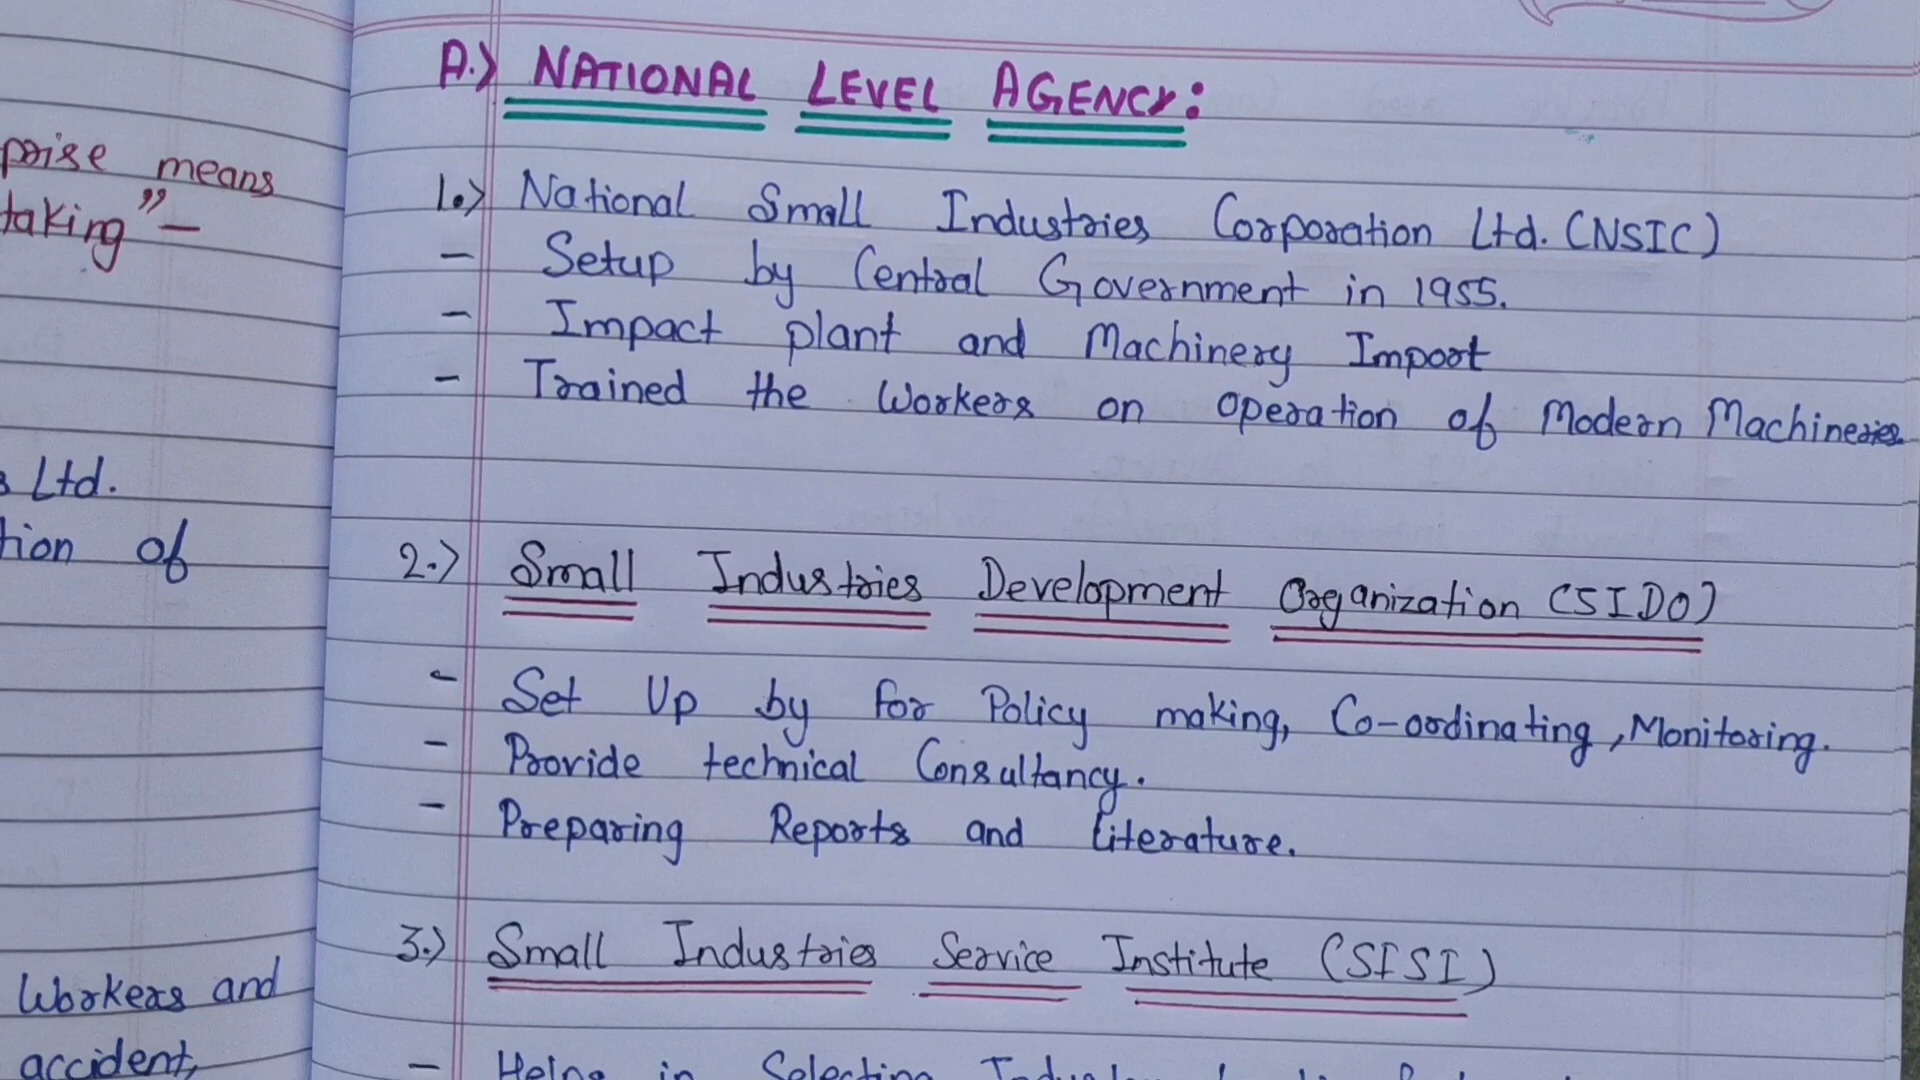 prise means
taking” –
s Ltd.
tion of
Workers and
accident,
A.) NATIONAL LEVEL AGENCY:
1.) National Small Industries Corporation Ltd. (NSIC)
– Setup by Central Government in 1955.
– Impact plant and Machinery Import
– Trained the Workers on Operation of Modern Machineries
2.) Small Industries Development Organization (SIDO)
– Set Up by for Policy making, Co-ordinating, Monitoring.
– Provide technical Consultancy.
– Preparing Reports and Literature.
3.) Small Industries Service Institute (SISI)
– Helps in Selecting